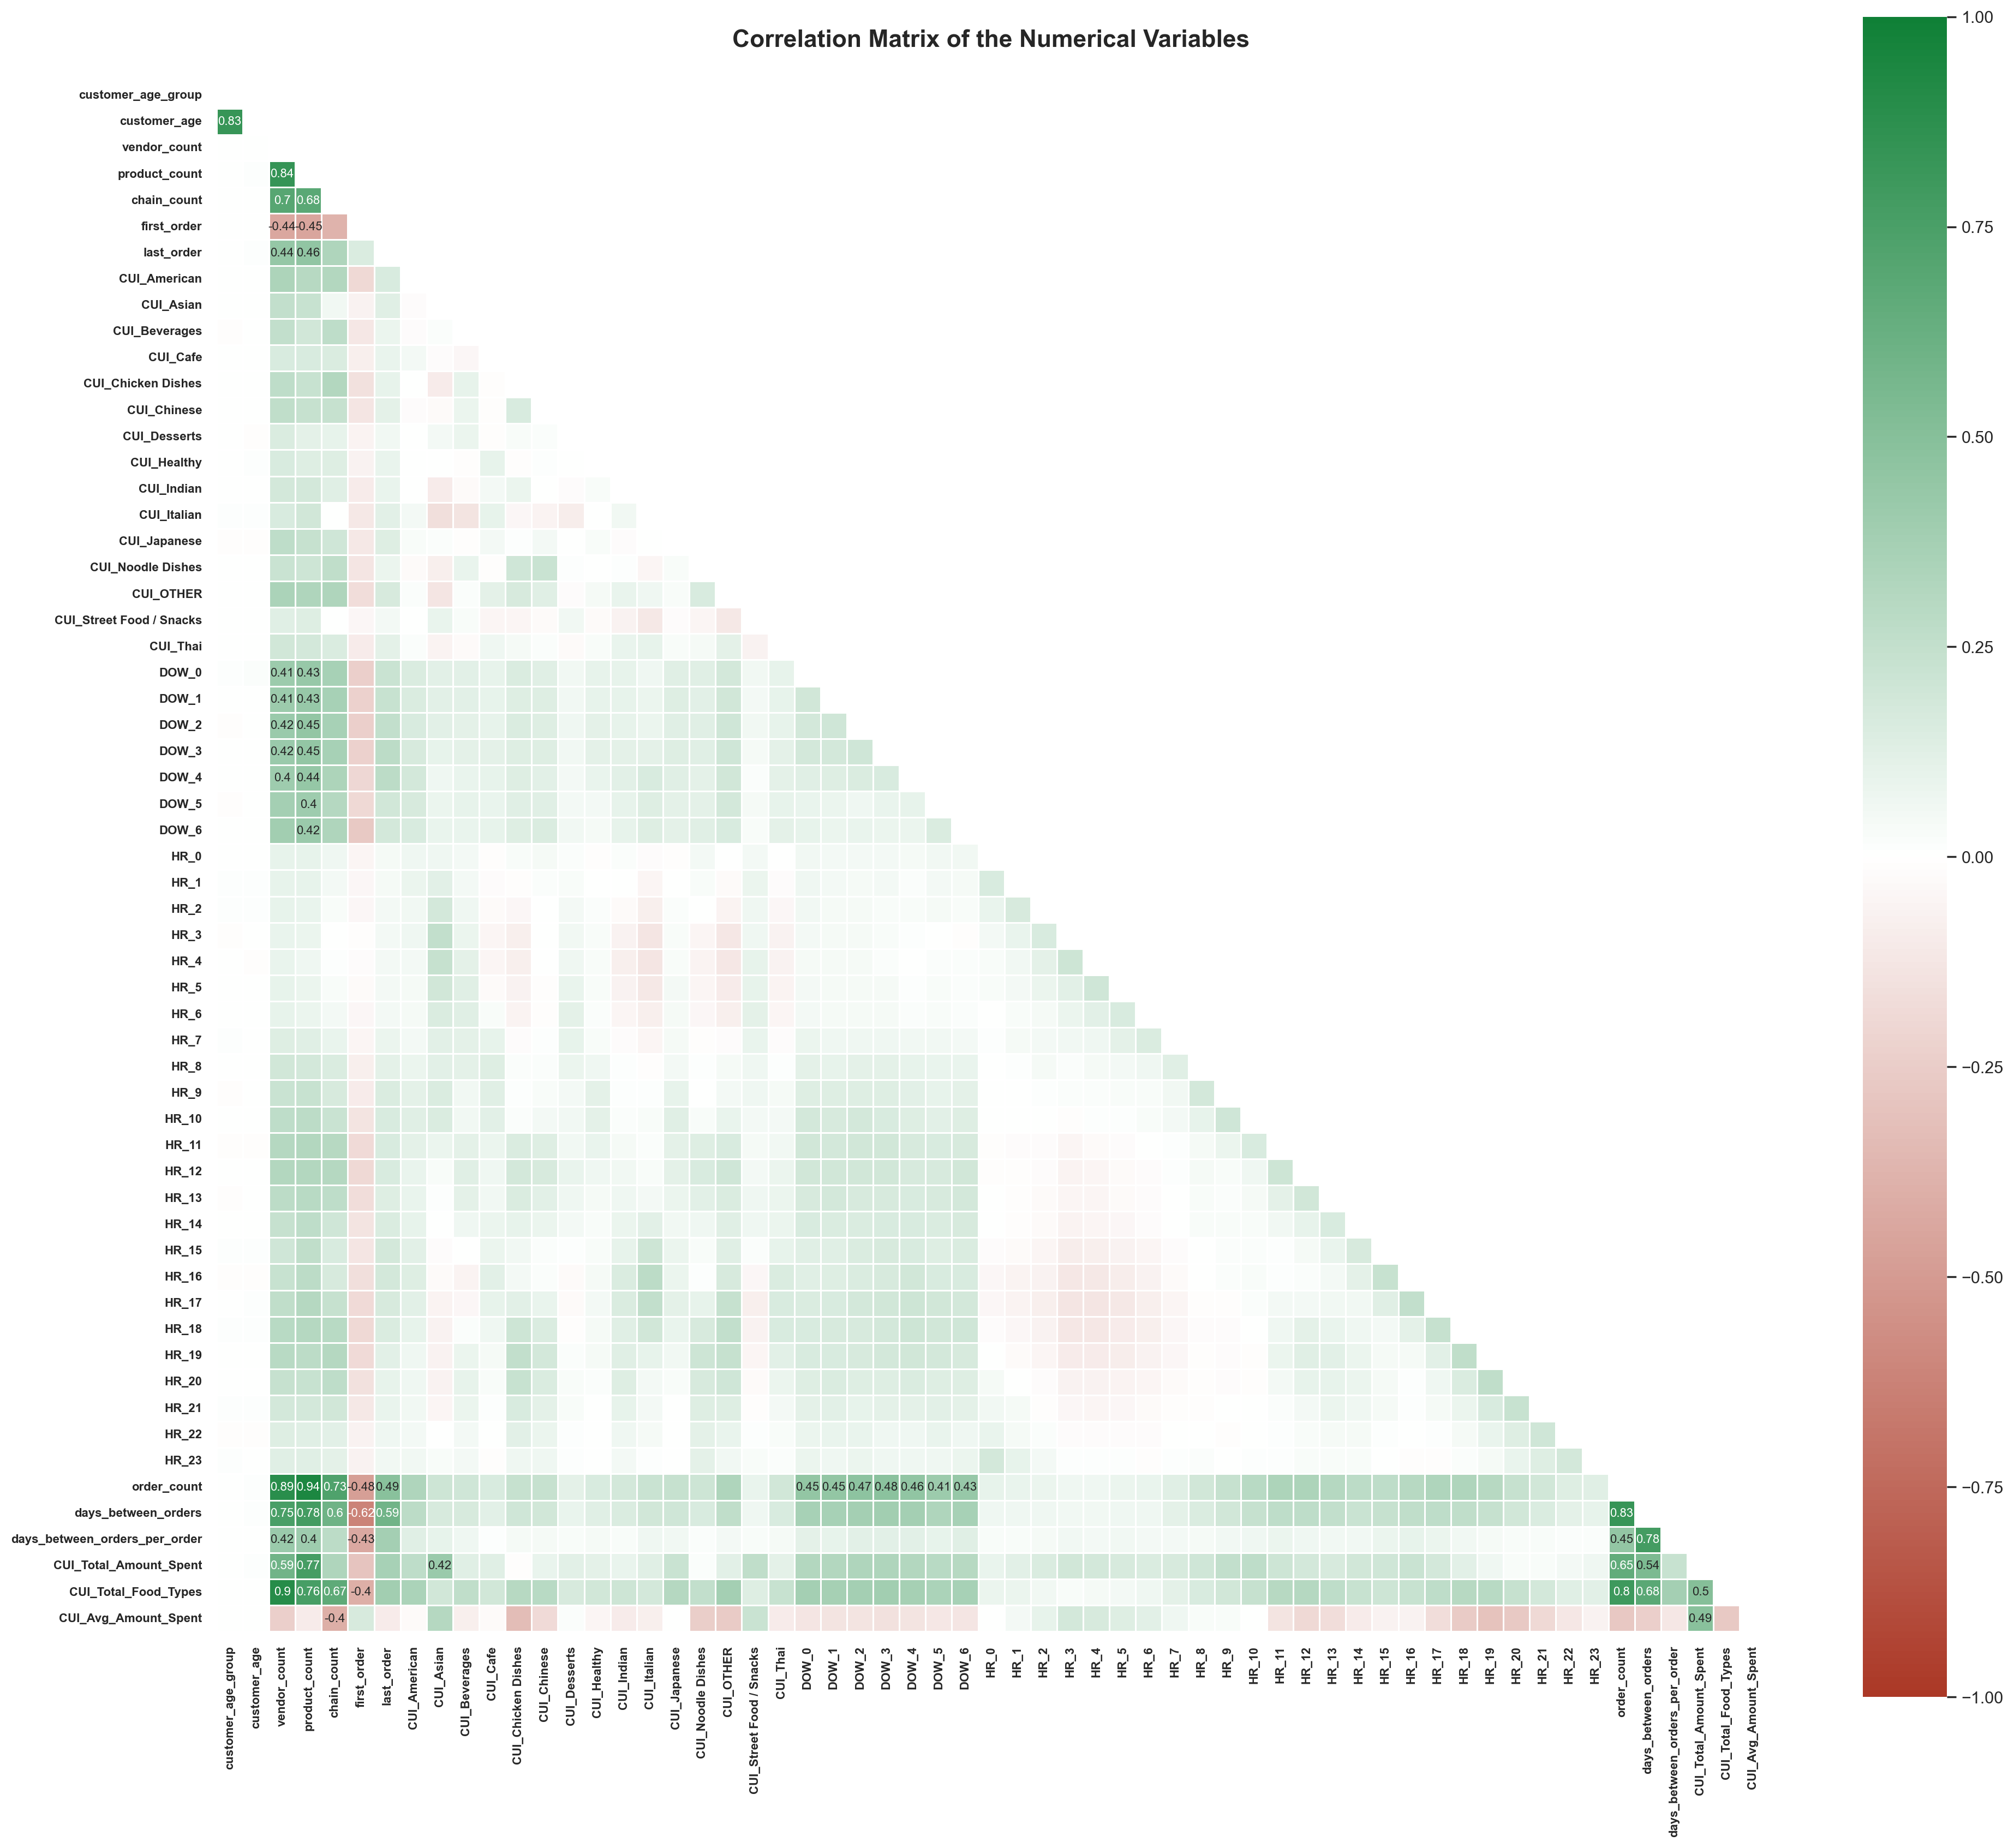 Correlation Matrix of the Numerical Variables
customer_age_group
customer_age 0.83
vendor_count
product_count 0.84
chain_count 0.7 0.68
first_order -0.44 -0.45
last_order 0.44 0.46
CUI_American
CUI_Asian
CUI_Beverages
CUI_Cafe
CUI_Chicken Dishes
CUI_Chinese
CUI_Desserts
CUI_Healthy
CUI_Indian
CUI_Italian
CUI_Japanese
CUI_Noodle Dishes
CUI_OTHER
CUI_Street Food / Snacks
CUI_Thai
DOW_0 0.41 0.43
DOW_1 0.41 0.43
DOW_2 0.42 0.45
DOW_3 0.42 0.45
DOW_4 0.4 0.44
DOW_5 0.4
DOW_6 0.42
HR_0
HR_1
HR_2
HR_3
HR_4
HR_5
HR_6
HR_7
HR_8
HR_9
HR_10
HR_11
HR_12
HR_13
HR_14
HR_15
HR_16
HR_17
HR_18
HR_19
HR_20
HR_21
HR_22
HR_23
order_count 0.89 0.94 0.73 -0.48 0.49 0.45 0.45 0.47 0.48 0.46 0.41 0.43
days_between_orders 0.75 0.78 0.6 -0.62 0.59 0.83
days_between_orders_per_order 0.42 0.4 -0.43 0.45 0.78
CUI_Total_Amount_Spent 0.59 0.77 0.42 0.65 0.54
CUI_Total_Food_Types 0.9 0.76 0.67 -0.4 0.8 0.68 0.5
CUI_Avg_Amount_Spent -0.4 0.49
customer_age_group
customer_age
vendor_count
product_count
chain_count
first_order
last_order
CUI_American
CUI_Asian
CUI_Beverages
CUI_Cafe
CUI_Chicken Dishes
CUI_Chinese
CUI_Desserts
CUI_Healthy
CUI_Indian
CUI_Italian
CUI_Japanese
CUI_Noodle Dishes
CUI_OTHER
CUI_Street Food / Snacks
CUI_Thai
DOW_0
DOW_1
DOW_2
DOW_3
DOW_4
DOW_5
DOW_6
HR_0
HR_1
HR_2
HR_3
HR_4
HR_5
HR_6
HR_7
HR_8
HR_9
HR_10
HR_11
HR_12
HR_13
HR_14
HR_15
HR_16
HR_17
HR_18
HR_19
HR_20
HR_21
HR_22
HR_23
order_count
days_between_orders
days_between_orders_per_order
CUI_Total_Amount_Spent
CUI_Total_Food_Types
CUI_Avg_Amount_Spent
1.00
0.75
0.50
0.25
0.00
−0.25
−0.50
−0.75
−1.00